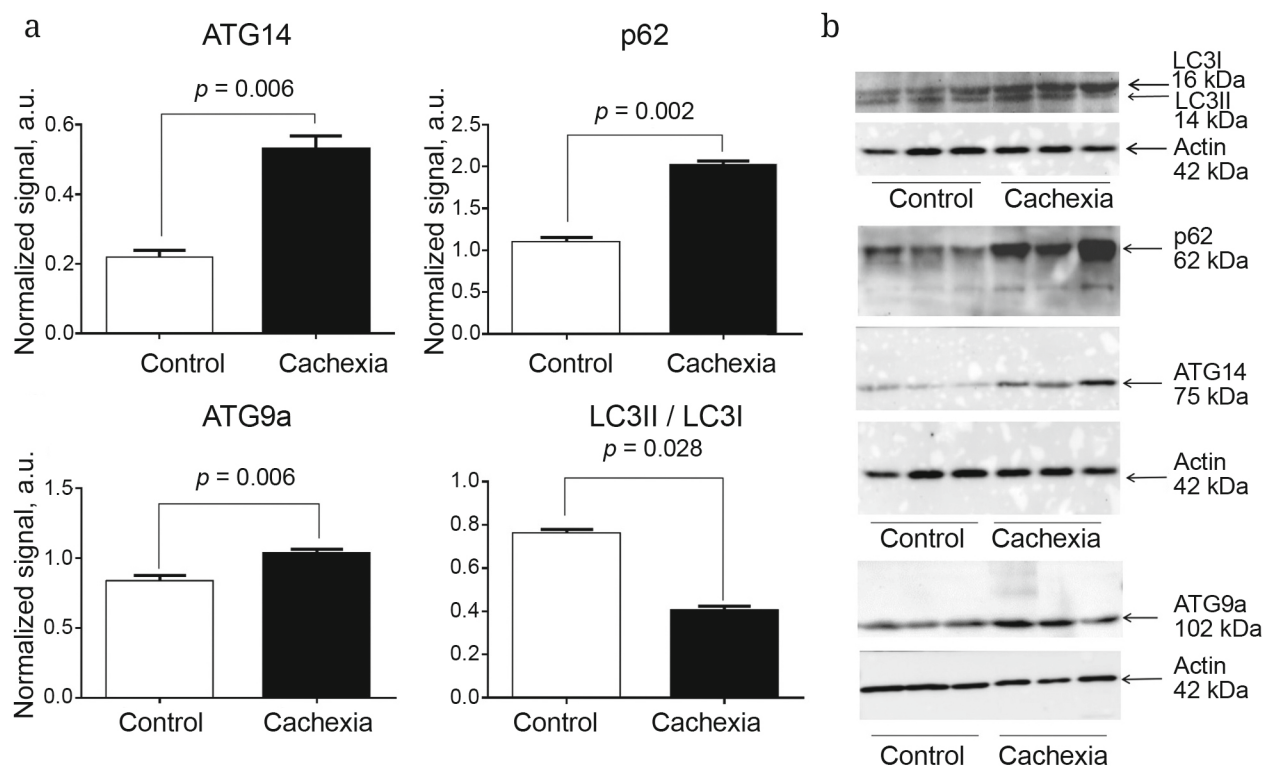 a
ATG14
p = 0.006
Normalized signal, a.u.
0.6
0.4
0.2
0.0
Control Cachexia
p62
p = 0.002
Normalized signal, a.u.
2.5
2.0
1.5
1.0
0.5
0.0
Control Cachexia
ATG9a
p = 0.006
Normalized signal, a.u.
1.5
1.0
0.5
0.0
Control Cachexia
LC3II / LC3I
p = 0.028
1.0
0.8
0.6
0.4
0.2
0.0
Control Cachexia
b
LC3I
16 kDa
LC3II
14 kDa
Actin
42 kDa
Control Cachexia
p62
62 kDa
ATG14
75 kDa
Actin
42 kDa
Control Cachexia
ATG9a
102 kDa
Actin
42 kDa
Control Cachexia